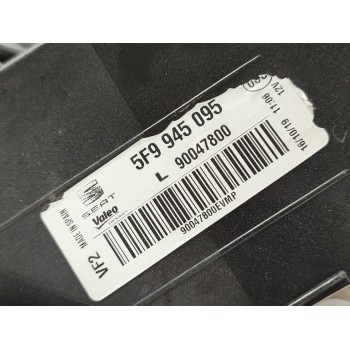 5F9 945 095
L 90047800
SEAT
Valeo
MADE IN SPAIN
VF2
90047800EVMP
12V
11:06
16/10/19